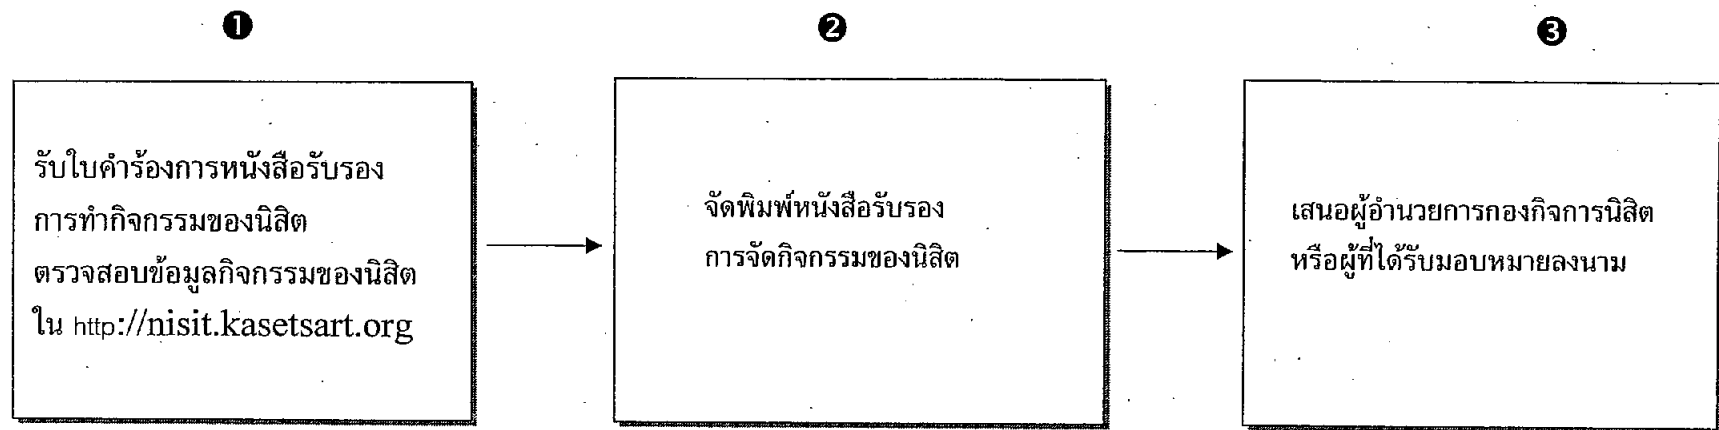 ❶
❷
❸
รับใบคำร้องการหนังสือรับรอง
การทำกิจกรรมของนิสิต
ตรวจสอบข้อมูลกิจกรรมของนิสิต
ใน http://nisit.kasetsart.org
จัดพิมพ์หนังสือรับรอง
การจัดกิจกรรมของนิสิต
เสนอผู้อำนวยการกองกิจการนิสิต
หรือผู้ที่ได้รับมอบหมายลงนาม